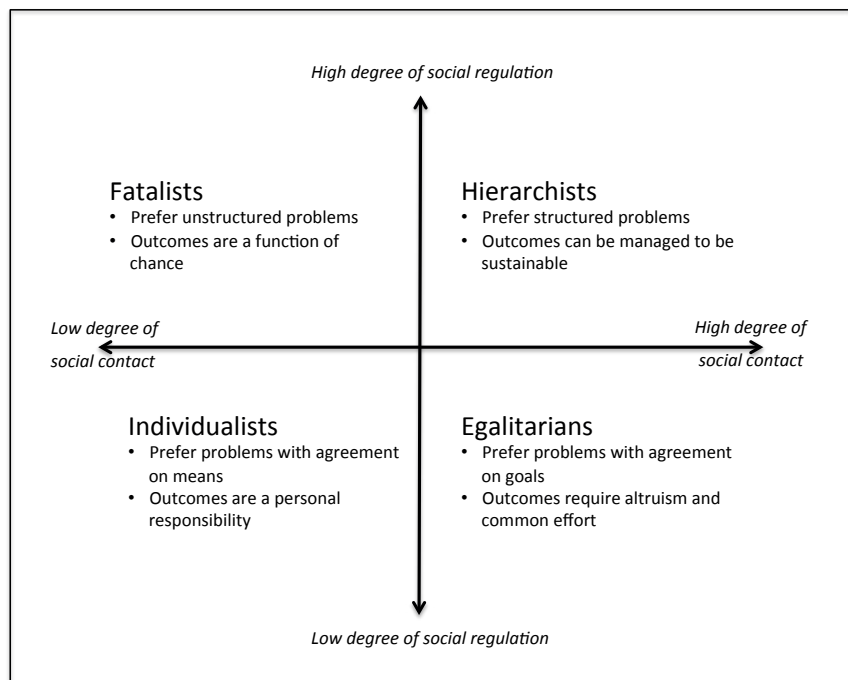 High degree of social regulation
Fatalists
• Prefer unstructured problems
• Outcomes are a function of
chance
Hierarchists
• Prefer structured problems
• Outcomes can be managed to be
sustainable
Low degree of
social contact
High degree of
social contact
Individualists
• Prefer problems with agreement
on means
• Outcomes are a personal
responsibility
Egalitarians
• Prefer problems with agreement
on goals
• Outcomes require altruism and
common effort
Low degree of social regulation